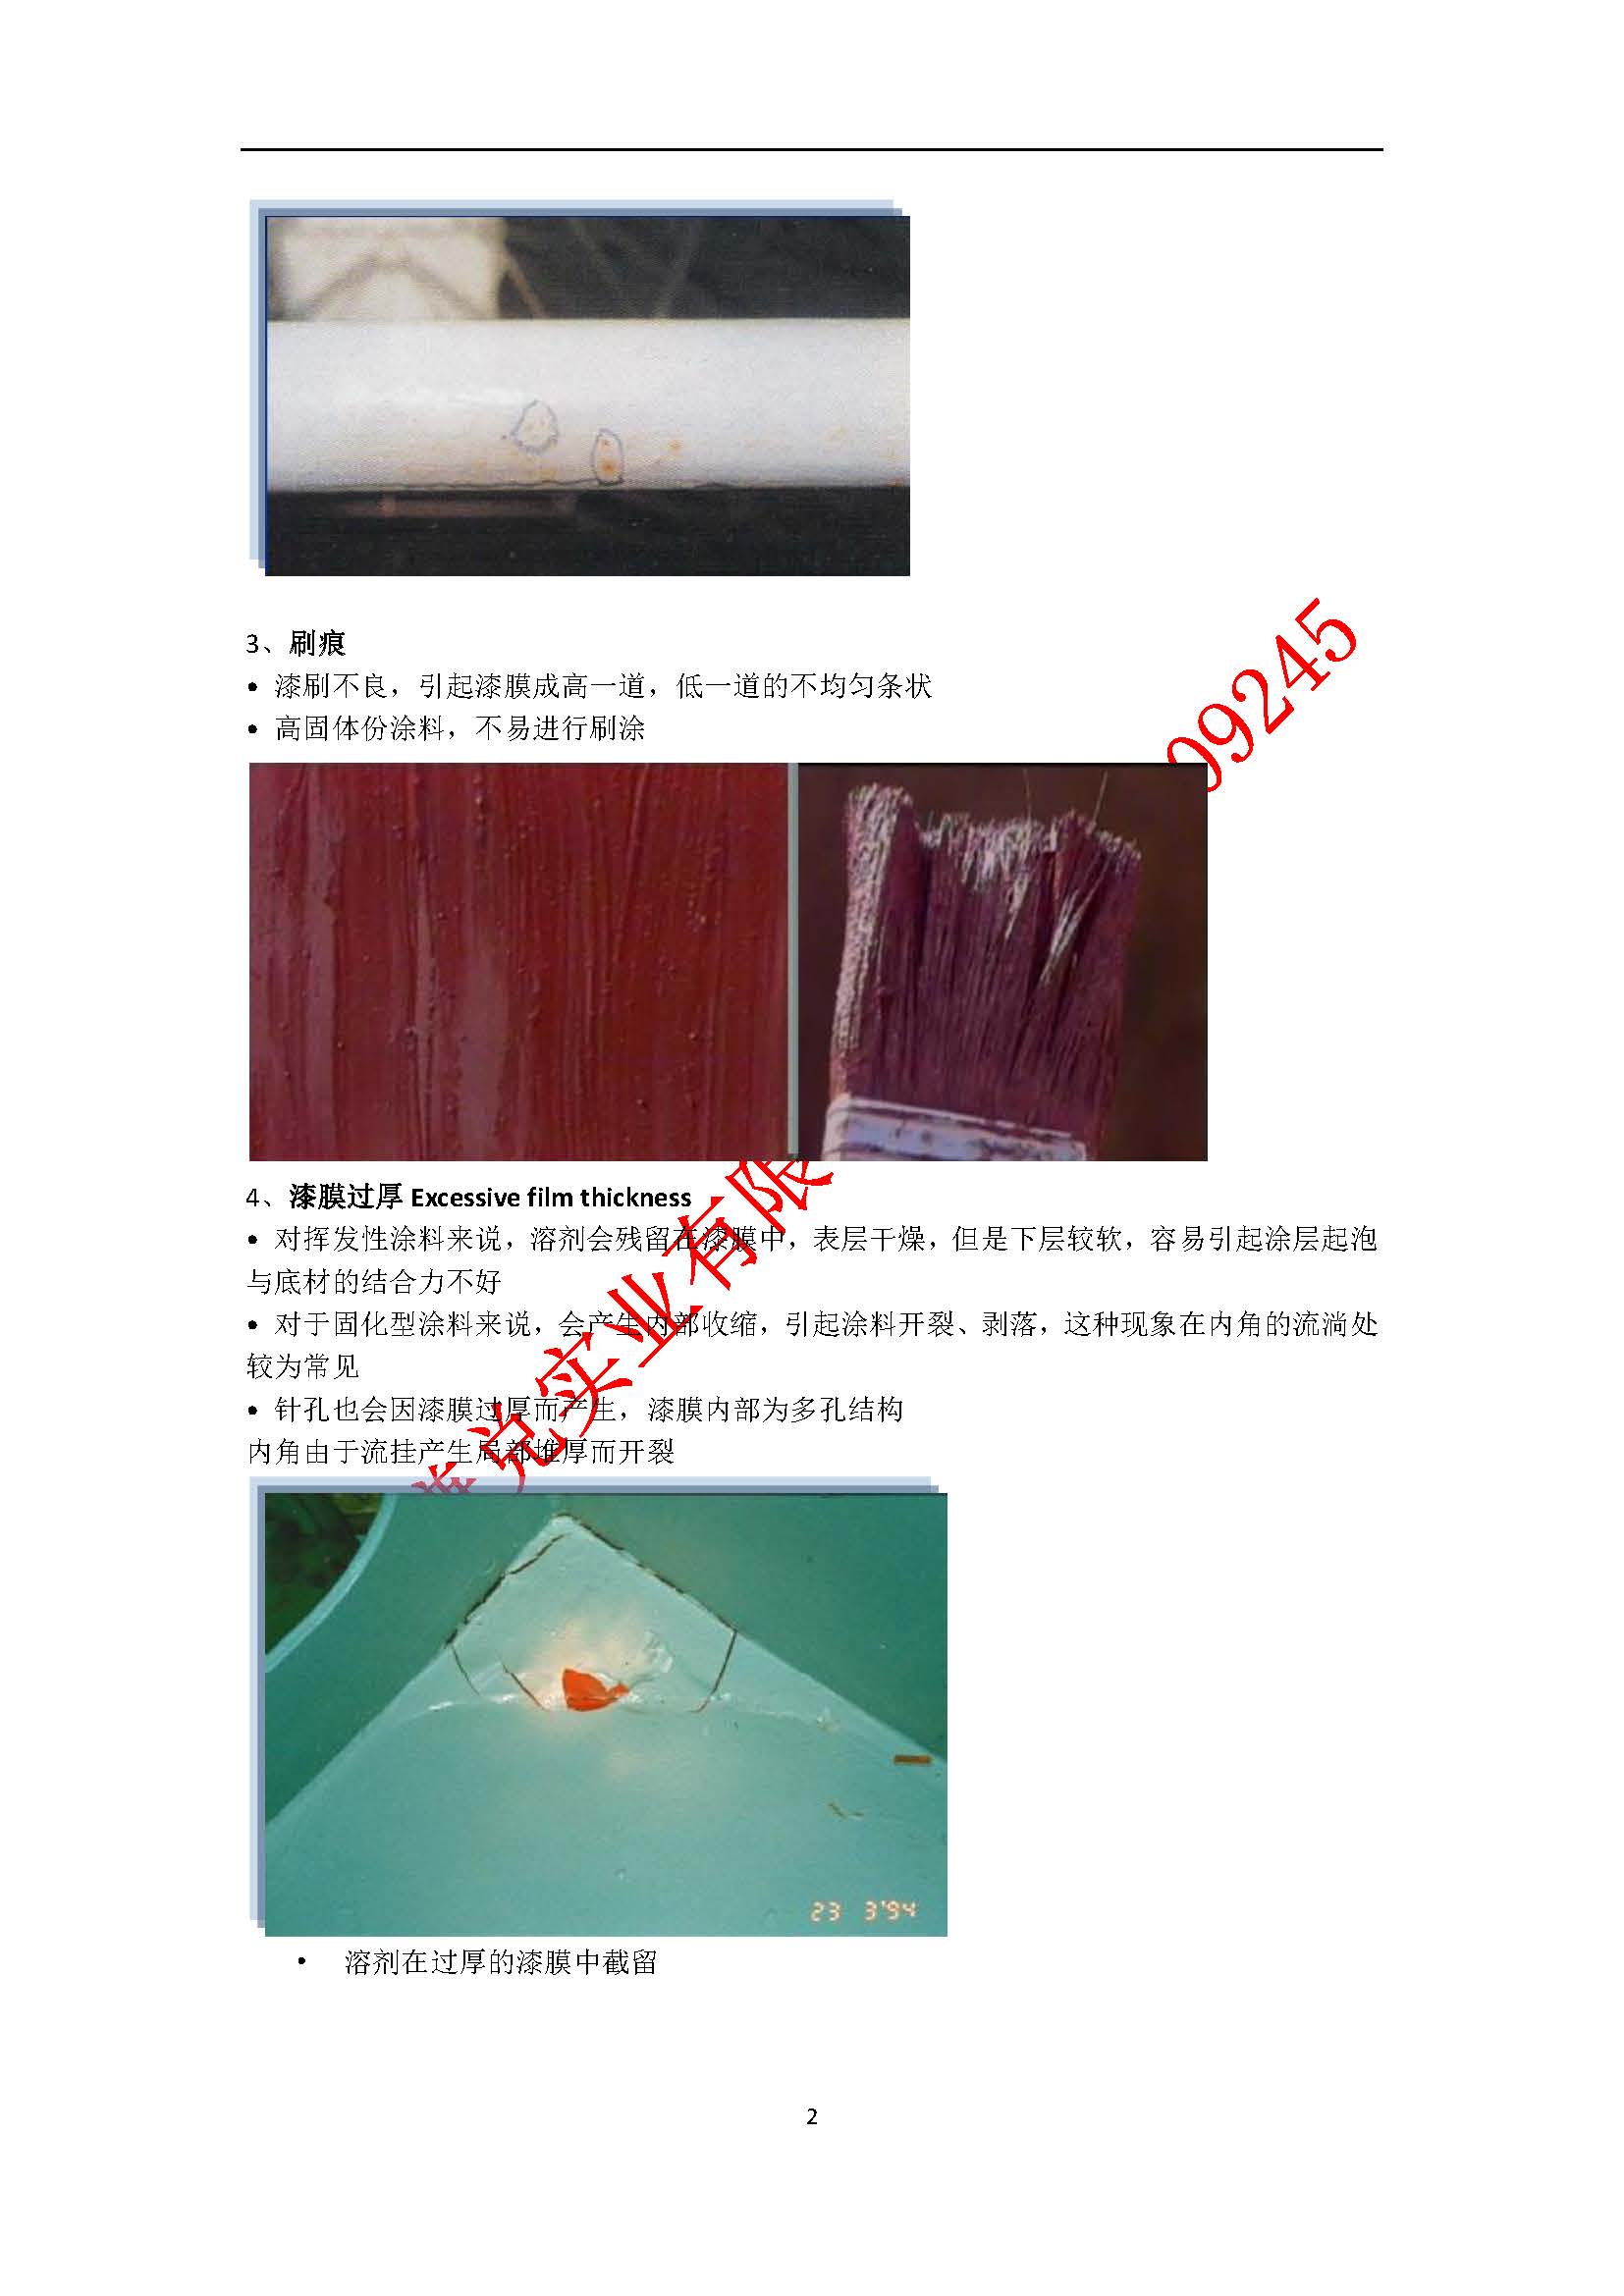 3、刷痕
• 漆刷不良，引起漆膜成高一道，低一道的不均匀条状
• 高固体份涂料，不易进行刷涂
09245
4、漆膜过厚 Excessive film thickness
• 对挥发性涂料来说，溶剂会残留在漆膜中，表层干燥，但是下层较软，容易引起涂层起泡
与底材的结合力不好
• 对于固化型涂料来说，会产生内部收缩，引起涂料开裂、剥落，这种现象在内角的流淌处
较为常见
• 针孔也会因漆膜过厚而产生，漆膜内部为多孔结构
内角由于流挂产生局部堆厚而开裂
兑实业有限
23 3'94
• 溶剂在过厚的漆膜中截留
2